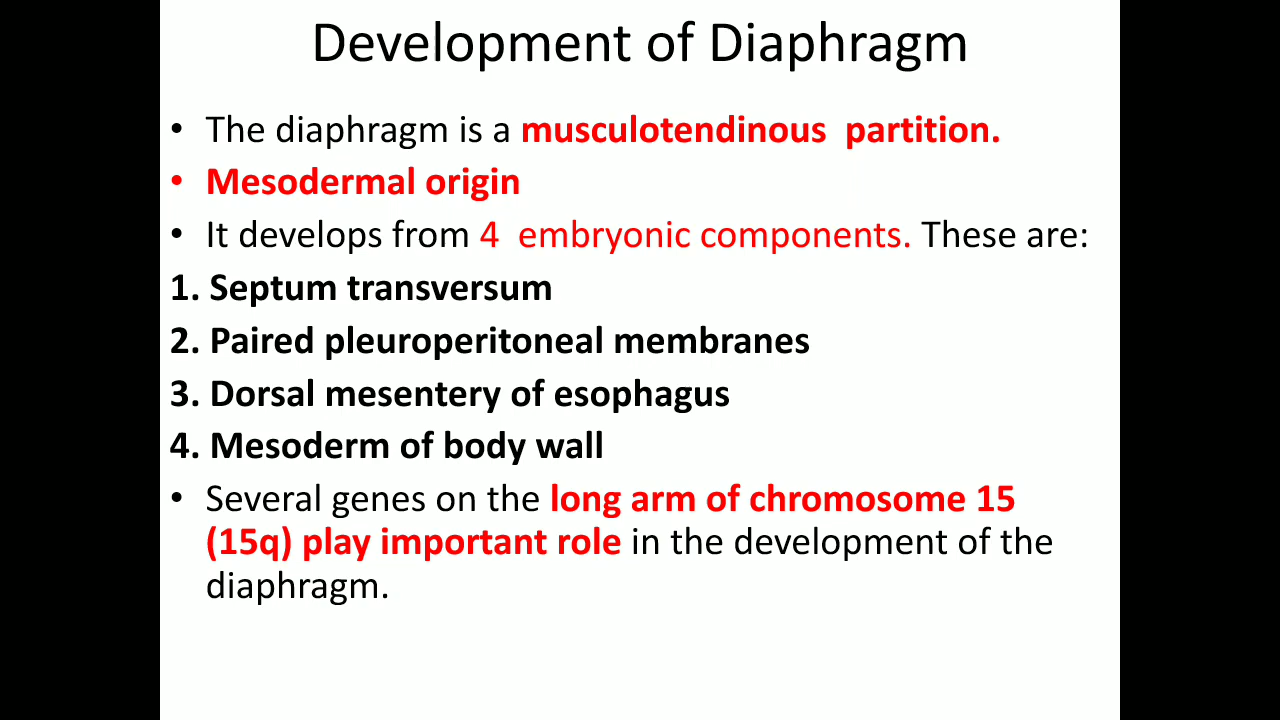 Development of Diaphragm
• The diaphragm is a musculotendinous partition.
• Mesodermal origin
• It develops from 4 embryonic components. These are:
1. Septum transversum
2. Paired pleuroperitoneal membranes
3. Dorsal mesentery of esophagus
4. Mesoderm of body wall
• Several genes on the long arm of chromosome 15
(15q) play important role in the development of the
diaphragm.